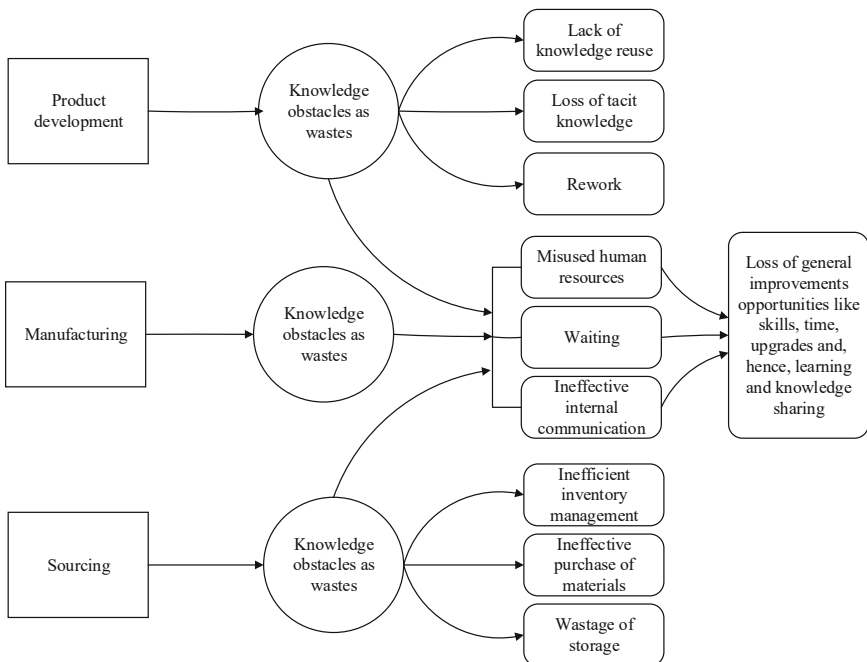 Product
development
Knowledge
obstacles as
wastes
Lack of
knowledge reuse
Loss of tacit
knowledge
Rework
Manufacturing
Knowledge
obstacles as
wastes
Misused human
resources
Waiting
Ineffective
internal
communication
Loss of general
improvements
opportunities like
skills, time,
upgrades and,
hence, learning
and knowledge
sharing
Sourcing
Knowledge
obstacles as
wastes
Inefficient
inventory
management
Ineffective
purchase of
materials
Wastage of
storage